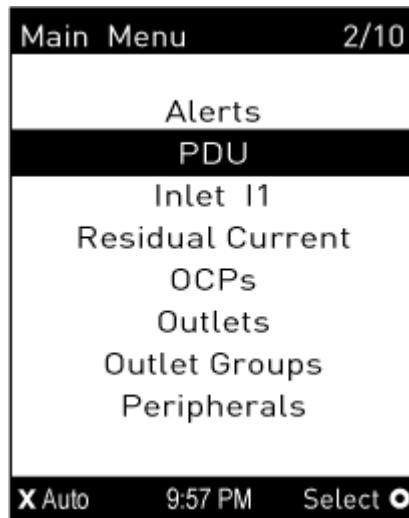 Main Menu 2/10
Alerts
PDU
Inlet I1
Residual Current
OCPs
Outlets
Outlet Groups
Peripherals
X Auto 9:57 PM Select